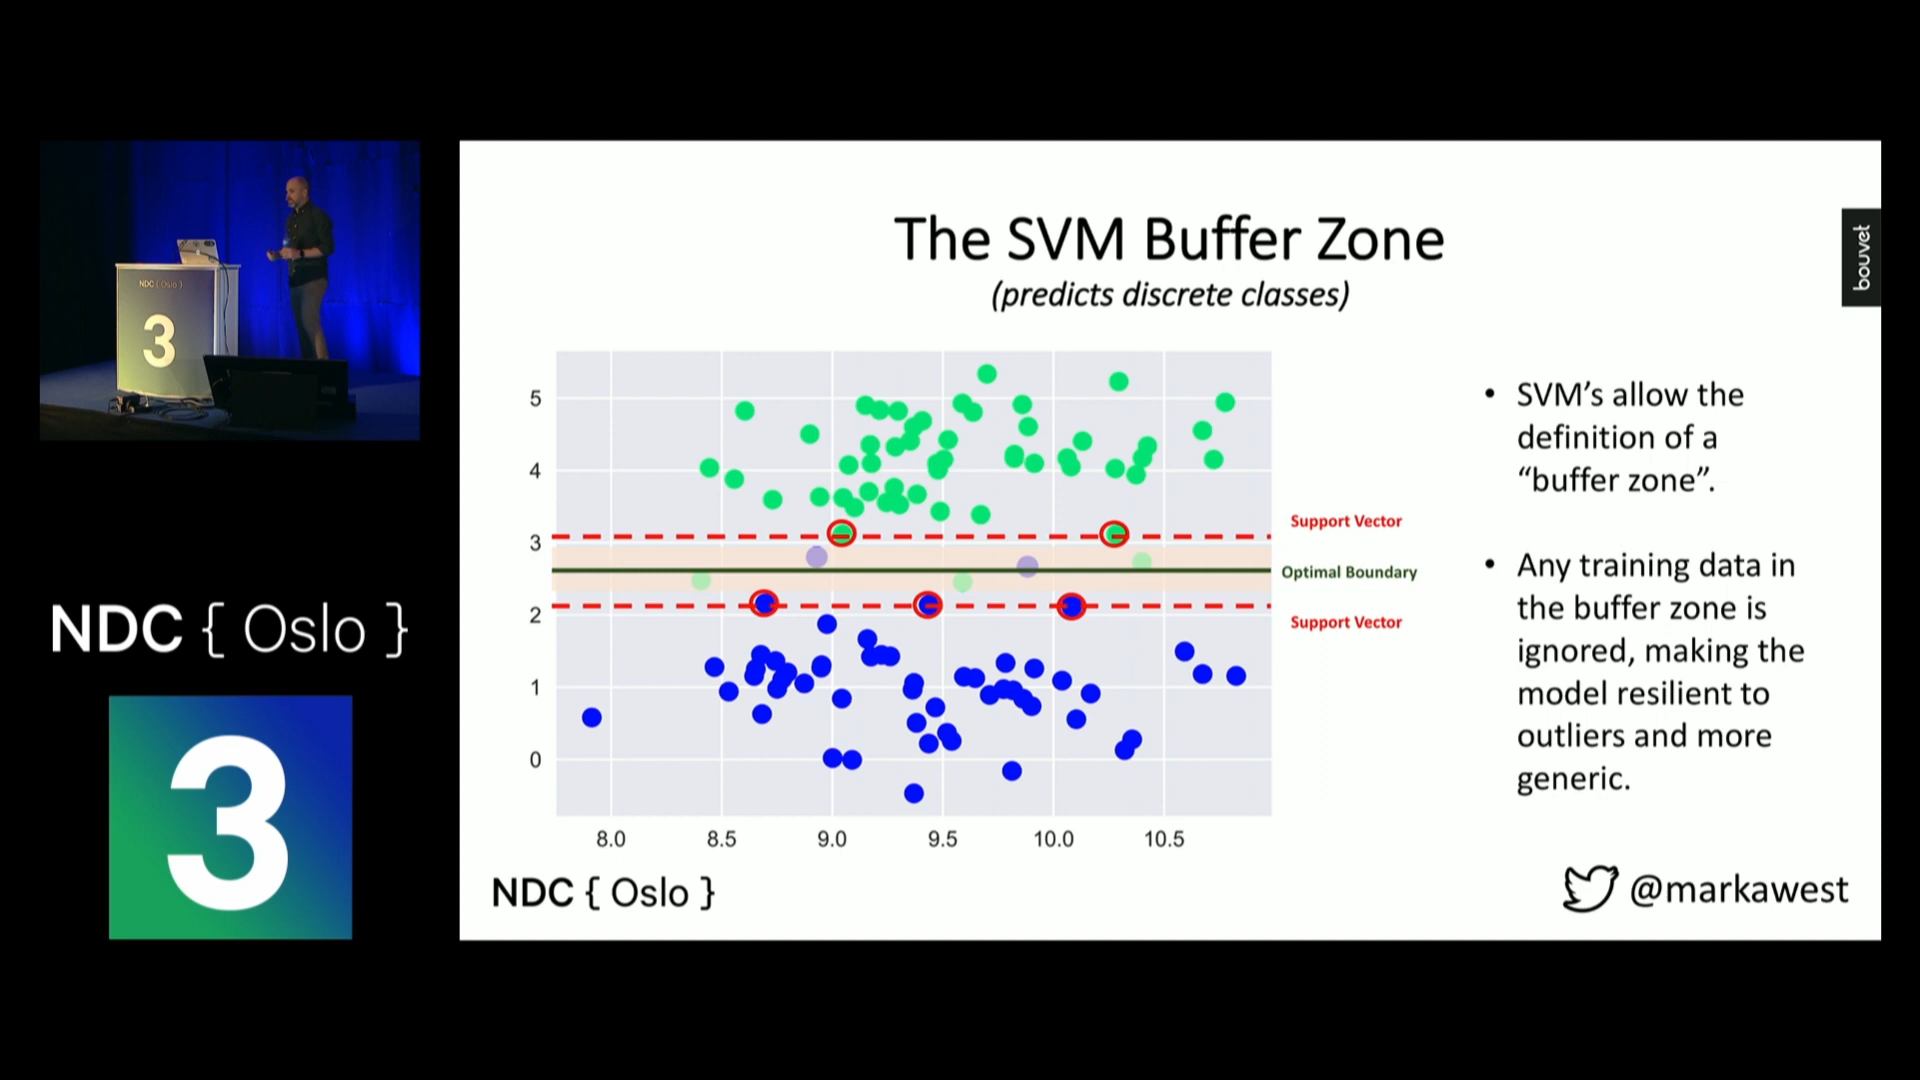 NDC { Oslo }
3
NDC { Oslo }
3
The SVM Buffer Zone
(predicts discrete classes)
bouvet
5
4
3
2
1
0
8.0 8.5 9.0 9.5 10.0 10.5
Support Vector
Optimal Boundary
Support Vector
• SVM’s allow the
definition of a
“buffer zone”.
• Any training data in
the buffer zone is
ignored, making the
model resilient to
outliers and more
generic.
NDC { Oslo }
@markawest